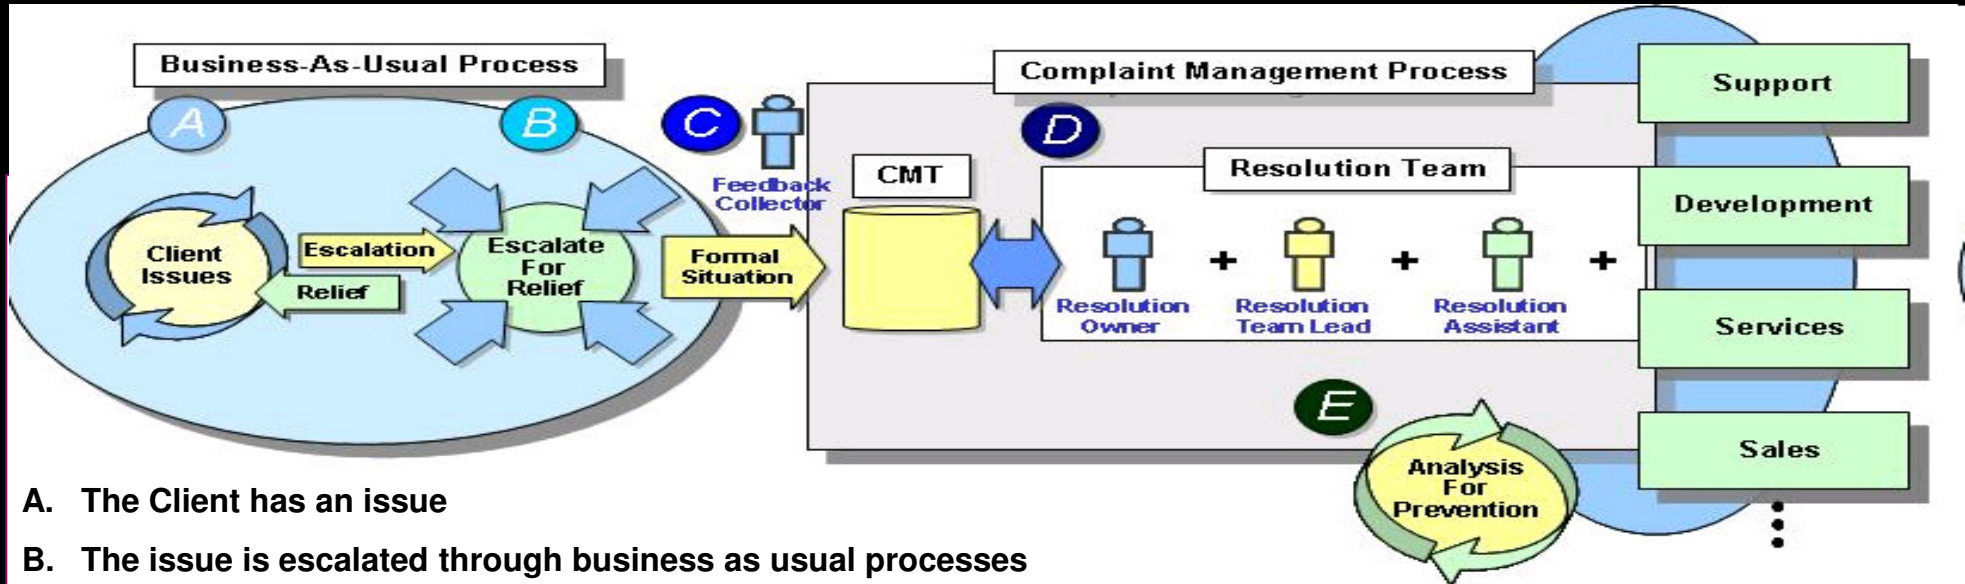 Business-As-Usual Process
Complaint Management Process
Support
A
B
C
D
Feedback
Collector
CMT
Resolution Team
Development
Client
Issues
Escalation
Relief
Escalate
For
Relief
Formal
Situation
+
+
+
Resolution
Owner
Resolution
Team Lead
Resolution
Assistant
Services
E
Analysis
For
Prevention
Sales
A. The Client has an issue
B. The issue is escalated through business as usual processes